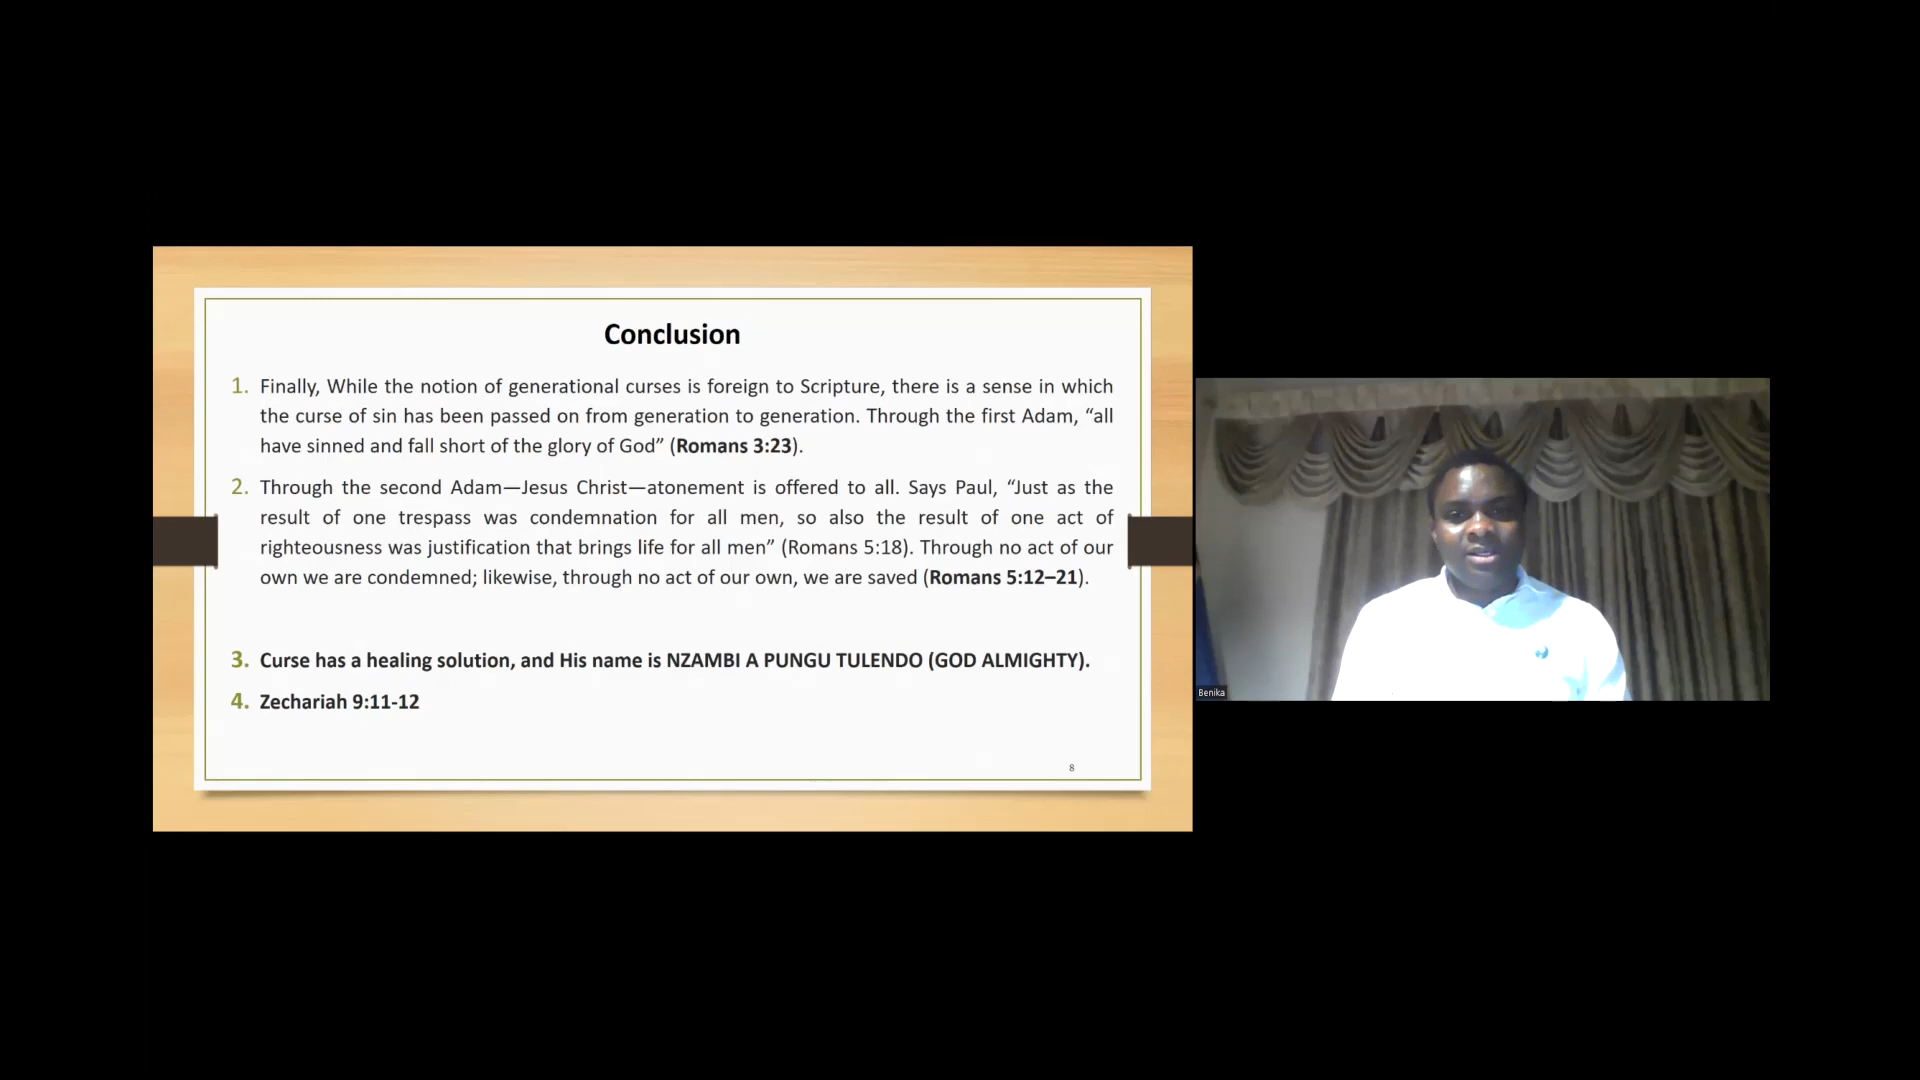 Conclusion
1. Finally, While the notion of generational curses is foreign to Scripture, there is a sense in which
the curse of sin has been passed on from generation to generation. Through the first Adam, “all
have sinned and fall short of the glory of God” (Romans 3:23).
2. Through the second Adam—Jesus Christ—atonement is offered to all. Says Paul, “Just as the
result of one trespass was condemnation for all men, so also the result of one act of
righteousness was justification that brings life for all men” (Romans 5:18). Through no act of our
own we are condemned; likewise, through no act of our own, we are saved (Romans 5:12–21).
3. Curse has a healing solution, and His name is NZAMBI A PUNGU TULENDO (GOD ALMIGHTY).
4. Zechariah 9:11-12
8
Benika